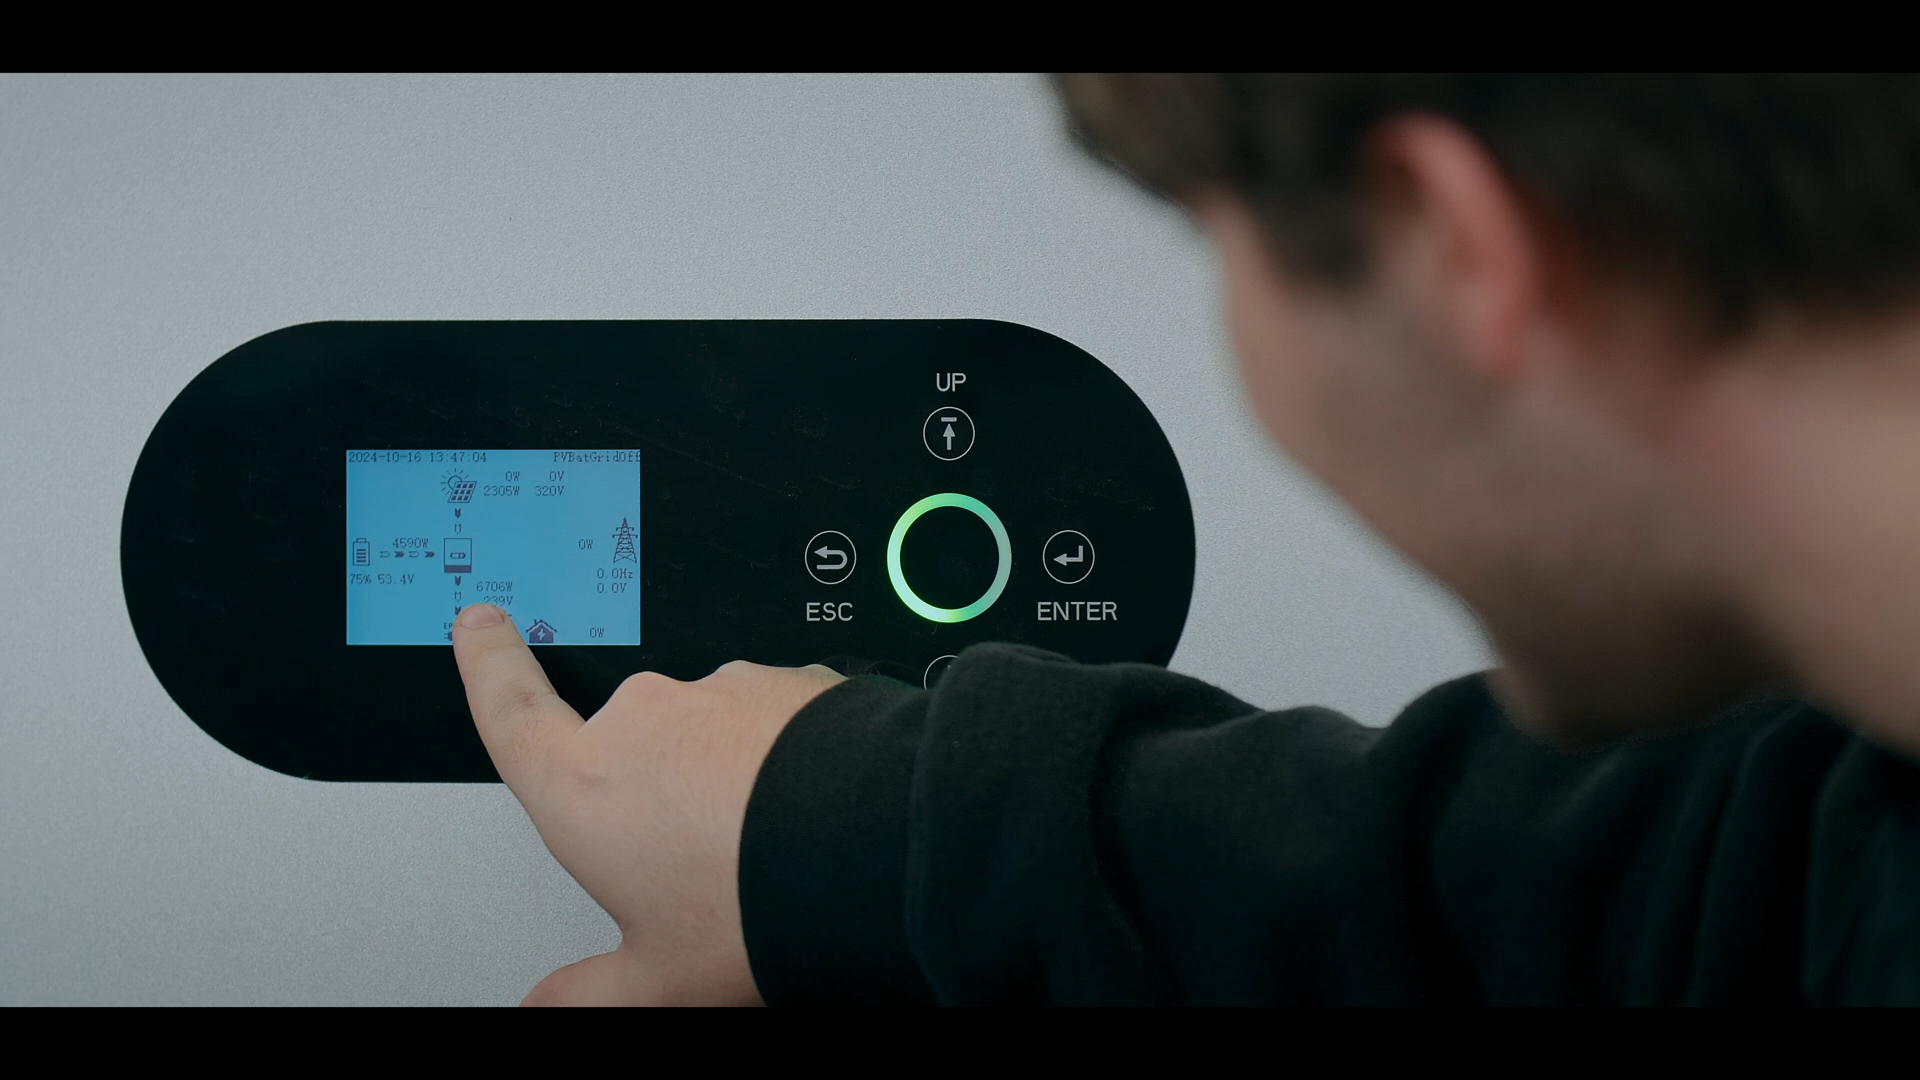 2024-10-16 13:47:04 PVBatGridOff
0W 0V
2305W 320V
4590W
0W
75% 53.4V
0.0Hz
0.0V
6706W
239V
0W
UP
ESC
ENTER